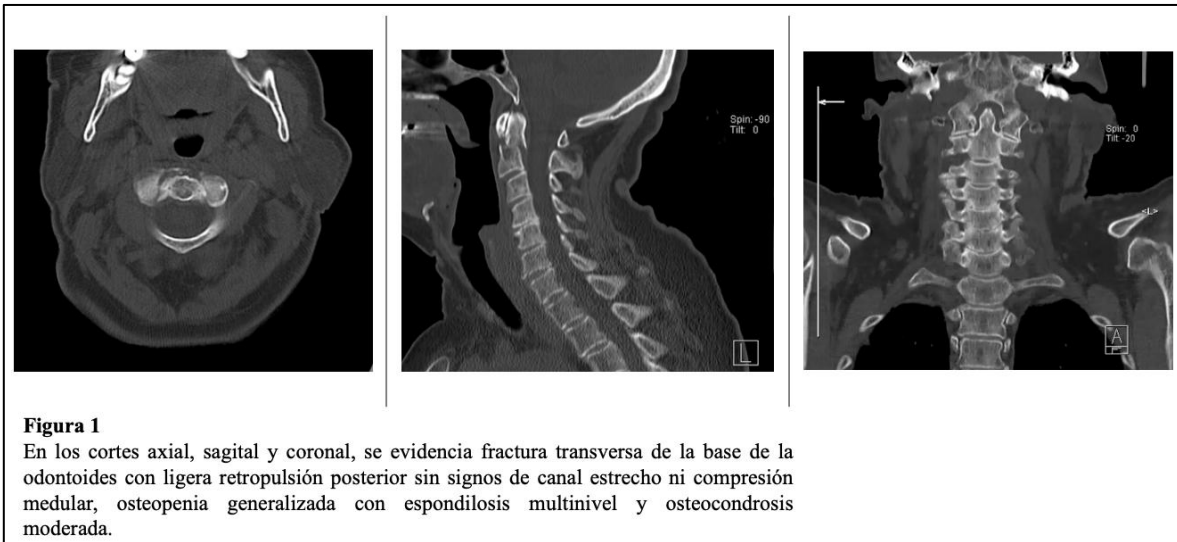 Spin: -90
Tilt: 0
L
Spin: 0
Tilt: -20
<L>
A
Figura 1
En los cortes axial, sagital y coronal, se evidencia fractura transversa de la base de la
odontoides con ligera retropulsión posterior sin signos de canal estrecho ni compresión
medular, osteopenia generalizada con espondilosis multinivel y osteocondrosis
moderada.